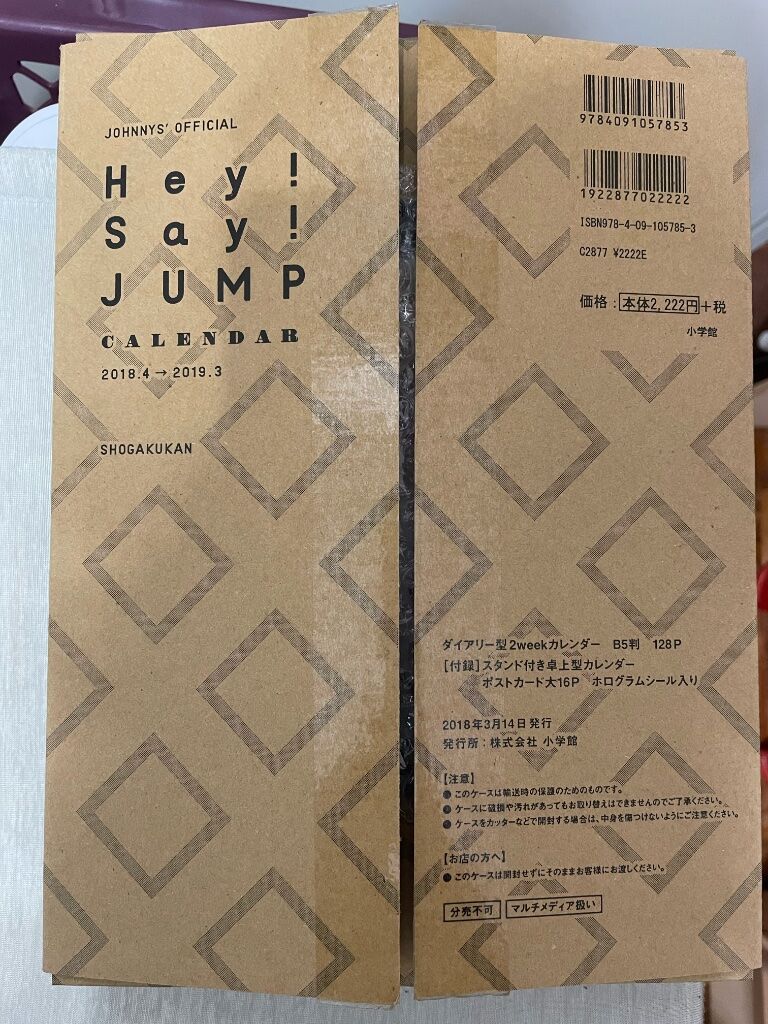 JOHNNYS' OFFICIAL
Hey!
Say!
JUMP
CALENDAR
2018.4→2019.3
SHOGAKUKAN
9784091057853
1922877022222
ISBN978-4-09-105785-3
C2877 ¥2222E
価格：本体2,222円+税
小学館
ダイアリー型2weekカレンダー B5判 128P
［付録］スタンド付き卓上型カレンダー
ポストカード大16P ホログラムシール入り
2018年3月14日発行
発行所：株式会社 小学館
【注意】
●このケースは輸送時の保護のためのものです。
●ケースに破損や汚れがあってもお取り替えはできませんのでご了承ください。
●ケースをカッターなどで開封する場合は、中身を傷つけないようにご注意ください。
【お店の方へ】
●このケースは開封せずにそのままお客様にお渡しください。
分売不可 マルチメディア扱い